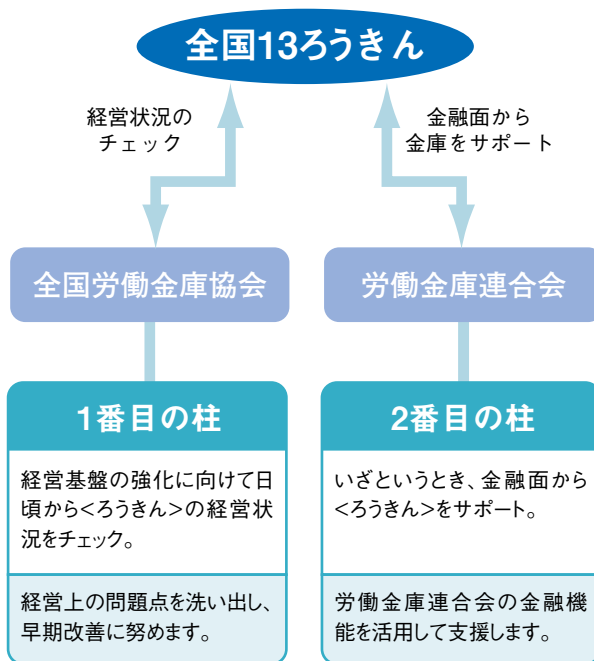 全国13ろうきん
経営状況の
チェック
金融面から
金庫をサポート
全国労働金庫協会
労働金庫連合会
1番目の柱
経営基盤の強化に向けて日
頃から<ろうきん>の経営状
況をチェック。
経営上の問題点を洗い出し、
早期改善に努めます。
2番目の柱
いざというとき、金融面から
<ろうきん>をサポート。
労働金庫連合会の金融機
能を活用して支援します。